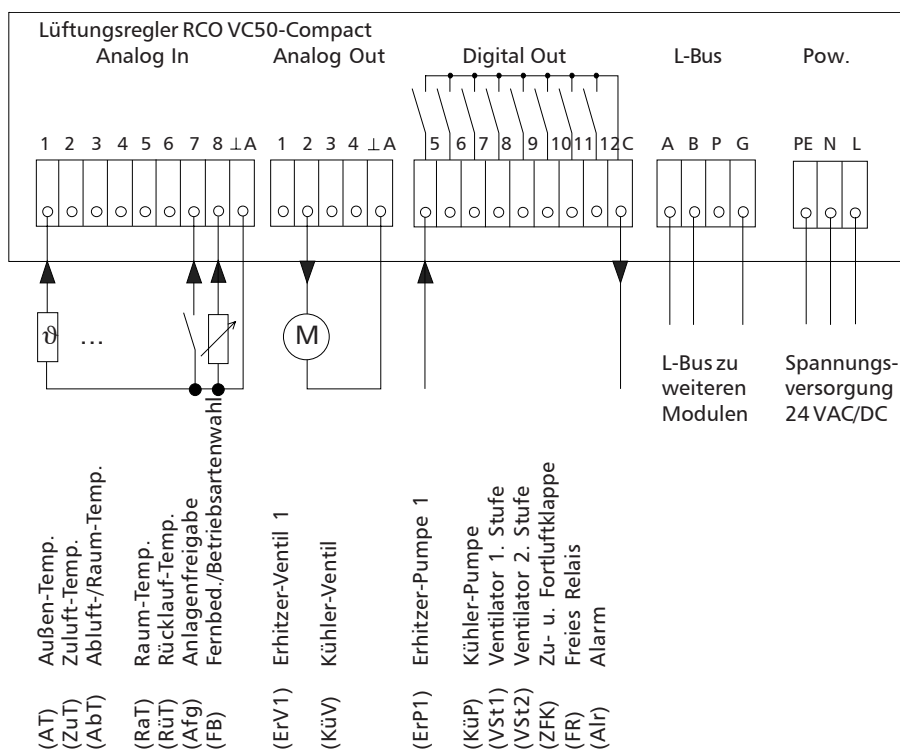 Lüftungsregler RCO VC50-Compact
Analog In Analog Out Digital Out L-Bus Pow.
1 2 3 4 5 6 7 8 ⊥A 1 2 3 4 ⊥A 5 6 7 8 9 10 11 12 C A B P G PE N L
ϑ ... M
L-Bus zu
weiteren
Modulen
Spannungs-
versorgung
24 VAC/DC
(AT) Außen-Temp.
(ZuT) Zuluft-Temp.
(AbT) Abluft-/Raum-Temp.
(RaT) Raum-Temp.
(RüT) Rücklauf-Temp.
(Afg) Anlagenfreigabe
(FB) Fernbed./Betriebsartenwahl
(ErV1) Erhitzer-Ventil 1
(KüV) Kühler-Ventil
(ErP1) Erhitzer-Pumpe 1
(KüP) Kühler-Pumpe
(VSt1) Ventilator 1. Stufe
(VSt2) Ventilator 2. Stufe
(ZFK) Zu- u. Fortluftklappe
(FR) Freies Relais
(Alr) Alarm